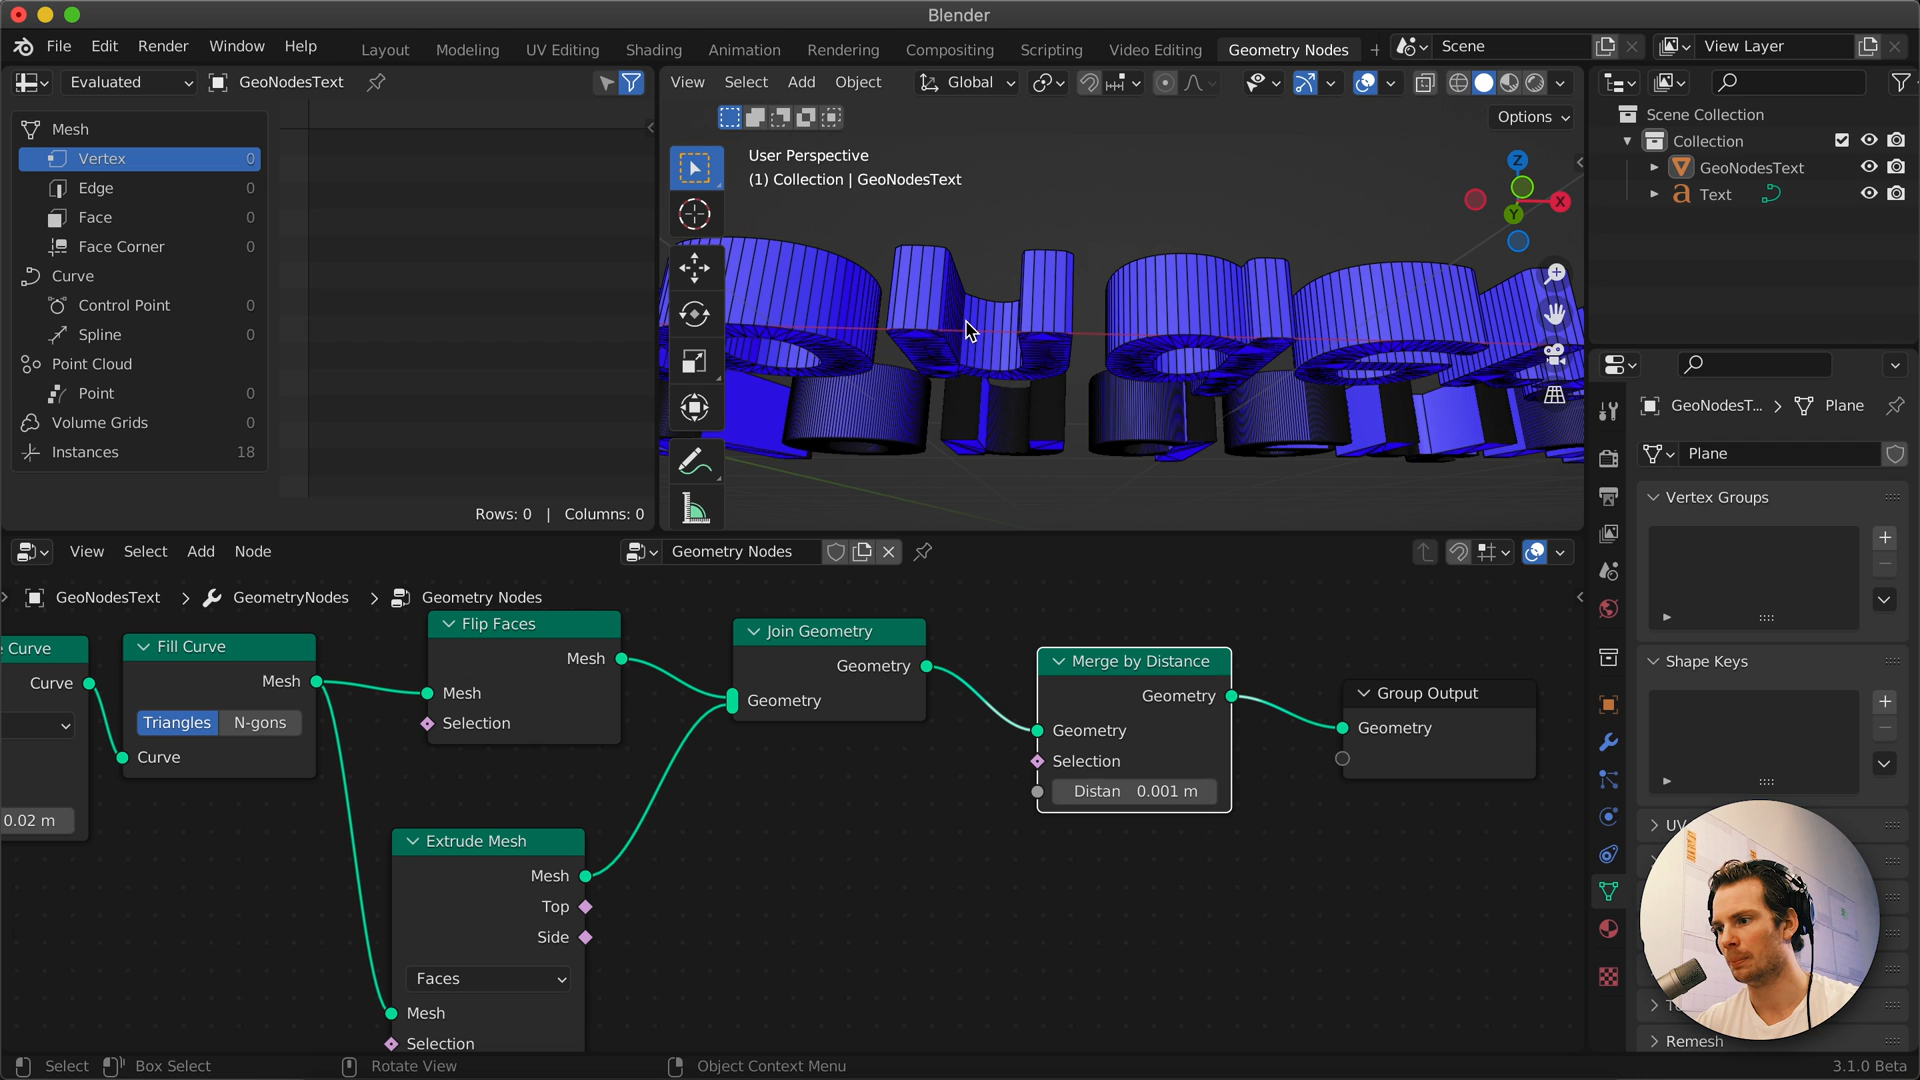 Blender
File Edit Render Window Help
Layout Modeling UV Editing Shading Animation Rendering Compositing Scripting Video Editing Geometry Nodes +
Scene
View Layer
Evaluated GeoNodesText
Mesh
Vertex 0
Edge 0
Face 0
Face Corner 0
Curve
Control Point 0
Spline 0
Point Cloud
Point 0
Volume Grids 0
Instances 18
Rows: 0 | Columns: 0
View Select Add Object Global
Options
User Perspective
(1) Collection | GeoNodesText
Z
X
Y
Scene Collection
Collection
GeoNodesText
a Text
GeoNodesT... > Plane
Plane
Vertex Groups
Shape Keys
UV
Remesh
View Select Add Node
Geometry Nodes
GeoNodesText > GeometryNodes > Geometry Nodes
Curve
Curve
0.02 m
Fill Curve
Mesh
Triangles N-gons
Curve
Flip Faces
Mesh
Mesh
Selection
Extrude Mesh
Mesh
Top
Side
Faces
Mesh
Selection
Join Geometry
Geometry
Geometry
Merge by Distance
Geometry
Geometry
Selection
Distan 0.001 m
Group Output
Geometry
Select Box Select Rotate View Object Context Menu 3.1.0 Beta